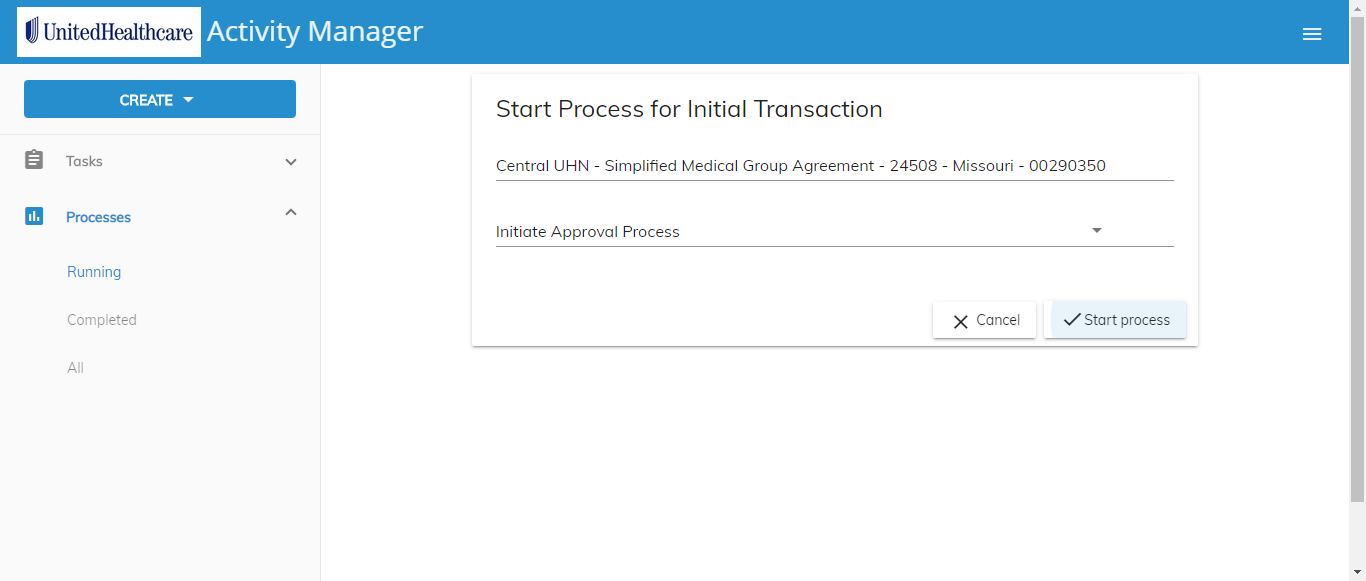 UnitedHealthcare Activity Manager
CREATE
Tasks
Processes
Running
Completed
All
Start Process for Initial Transaction
Central UHN - Simplified Medical Group Agreement - 24508 - Missouri - 00290350
Initiate Approval Process
Cancel
Start process